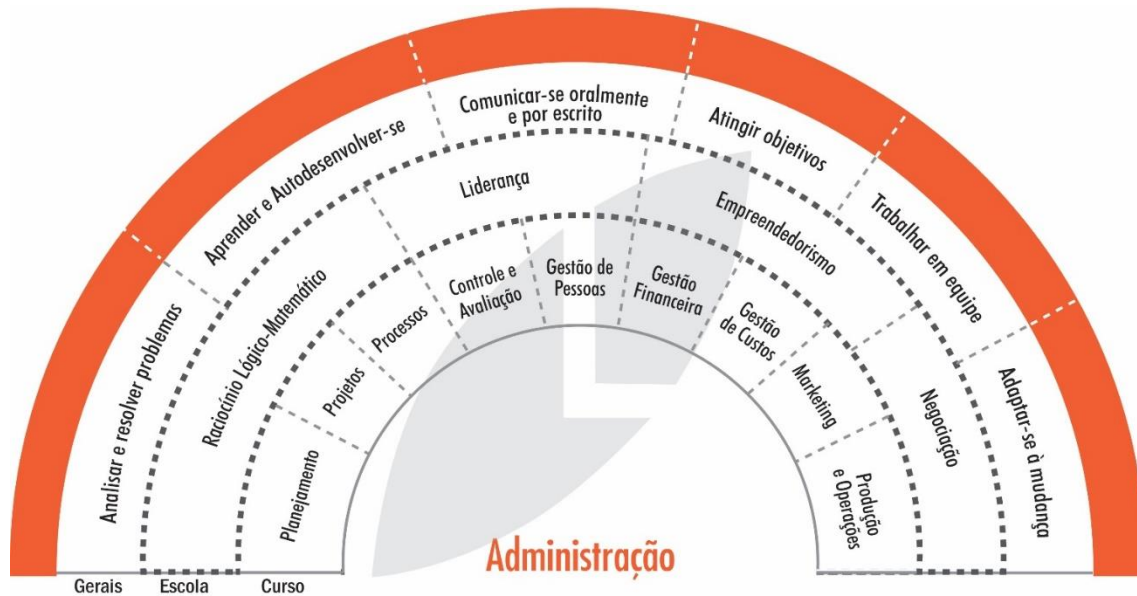 Analisar e resolver problemas
Aprender e Autodesenvolver-se
Comunicar-se oralmente
e por escrito
Atingir objetivos
Trabalhar em equipe
Adaptar-se à mudança
Raciocínio Lógico-Matemático
Liderança
Empreendedorismo
Negociação
Planejamento
Projetos
Processos
Controle e
Avaliação
Gestão de
Pessoas
Gestão
Financeira
Gestão
de Custos
Marketing
Produção
e Operações
Administração
Gerais
Escola
Curso